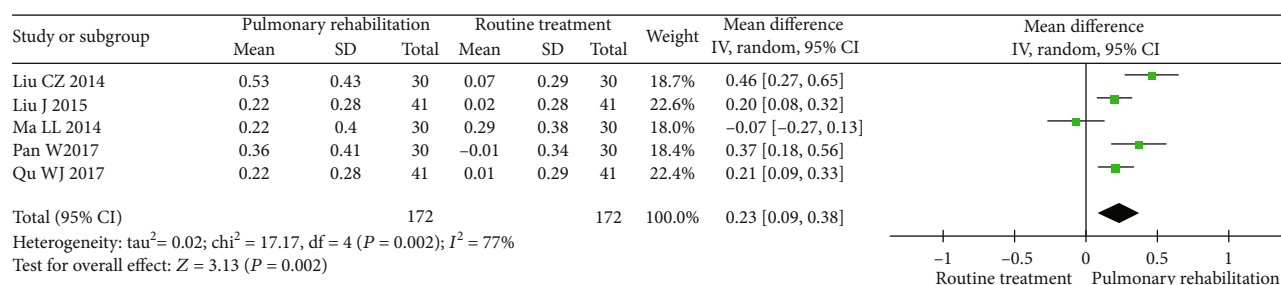 Study or subgroup Pulmonary rehabilitation Routine treatment Weight Mean difference Mean difference
Mean SD Total Mean SD Total IV, random, 95% CI IV, random, 95% CI
Liu CZ 2014 0.53 0.43 30 0.07 0.29 30 18.7% 0.46 [0.27, 0.65]
Liu J 2015 0.22 0.28 41 0.02 0.28 41 22.6% 0.20 [0.08, 0.32]
Ma LL 2014 0.22 0.4 30 0.29 0.38 30 18.0% −0.07 [−0.27, 0.13]
Pan W2017 0.36 0.41 30 −0.01 0.34 30 18.4% 0.37 [0.18, 0.56]
Qu WJ 2017 0.22 0.28 41 0.01 0.29 41 22.4% 0.21 [0.09, 0.33]
Total (95% CI) 172 172 100.0% 0.23 [0.09, 0.38]
Heterogeneity: tau²= 0.02; chi² = 17.17, df = 4 (P = 0.002); I² = 77%
Test for overall effect: Z = 3.13 (P = 0.002)
−1 −0.5 0 0.5 1
Routine treatment Pulmonary rehabilitation